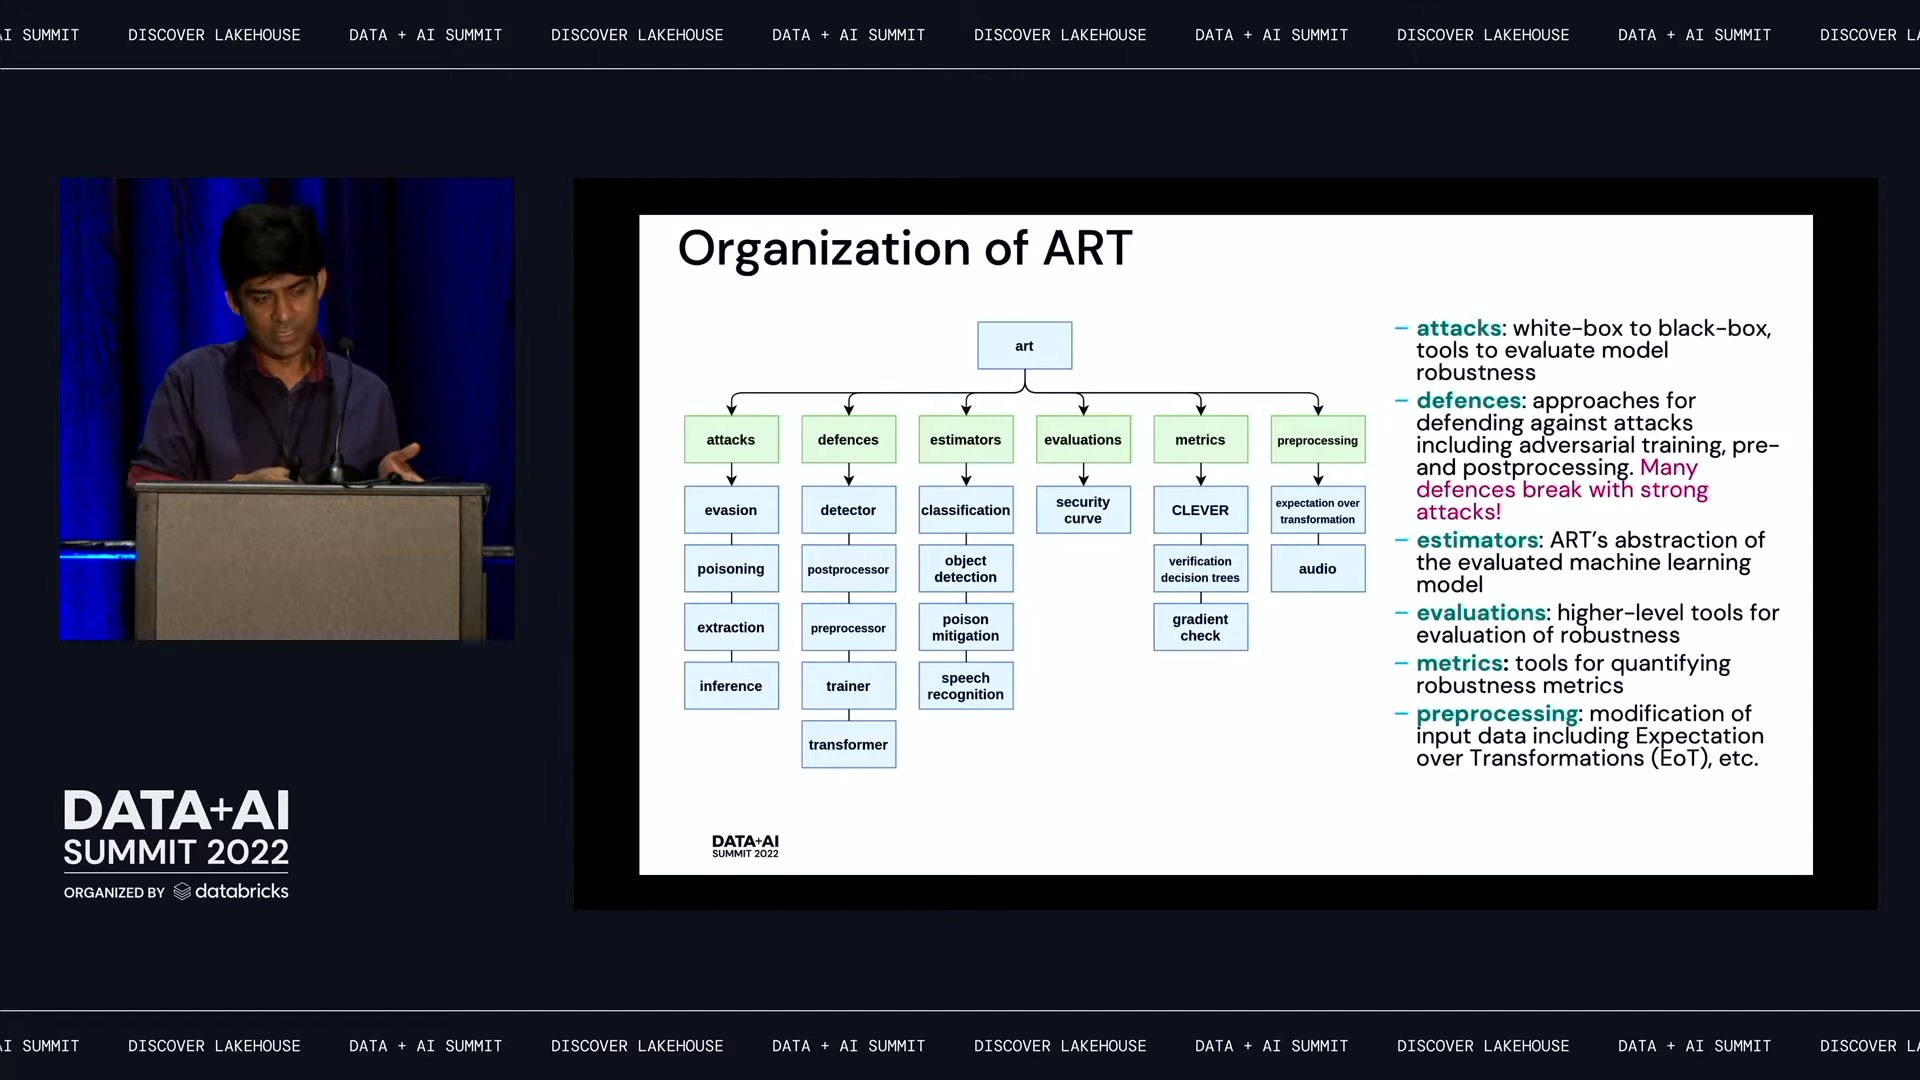 AI SUMMIT DISCOVER LAKEHOUSE DATA + AI SUMMIT DISCOVER LAKEHOUSE DATA + AI SUMMIT DISCOVER LAKEHOUSE DATA + AI SUMMIT DISCOVER LAKEHOUSE DATA + AI SUMMIT DISCOVER LA
Organization of ART
art
attacks defences estimators evaluations metrics preprocessing
evasion
poisoning
extraction
inference
detector
postprocessor
preprocessor
trainer
transformer
classification
object
detection
poison
mitigation
speech
recognition
security
curve
CLEVER
verification
decision trees
gradient
check
expectation over
transformation
audio
– attacks: white-box to black-box,
tools to evaluate model
robustness
– defences: approaches for
defending against attacks
including adversarial training, pre-
and postprocessing. Many
defences break with strong
attacks!
– estimators: ART's abstraction of
the evaluated machine learning
model
– evaluations: higher-level tools for
evaluation of robustness
– metrics: tools for quantifying
robustness metrics
– preprocessing: modification of
input data including Expectation
over Transformations (EoT), etc.
DATA+AI
SUMMIT 2022
DATA+AI
SUMMIT 2022
ORGANIZED BY databricks
AI SUMMIT DISCOVER LAKEHOUSE DATA + AI SUMMIT DISCOVER LAKEHOUSE DATA + AI SUMMIT DISCOVER LAKEHOUSE DATA + AI SUMMIT DISCOVER LAKEHOUSE DATA + AI SUMMIT DISCOVER LA